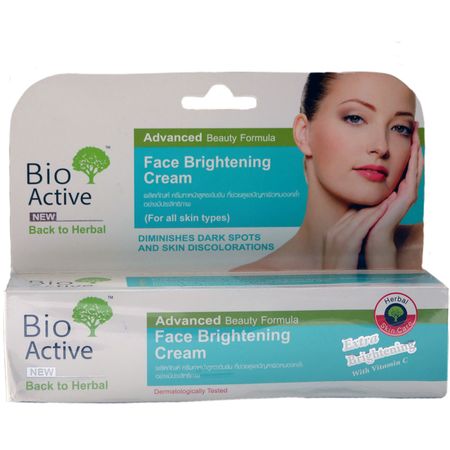 Advanced Beauty Formula
Bio
Active
TM
NEW
Back to Herbal
Face Brightening
Cream
(For all skin types)
DIMINISHES DARK SPOTS
AND SKIN DISCOLORATIONS
Bio
Active
TM
NEW
Back to Herbal
Advanced Beauty Formula
Face Brightening
Cream
Dermatologically Tested
Herbal
Skin Care
Extra
Brightening
With Vitamin C